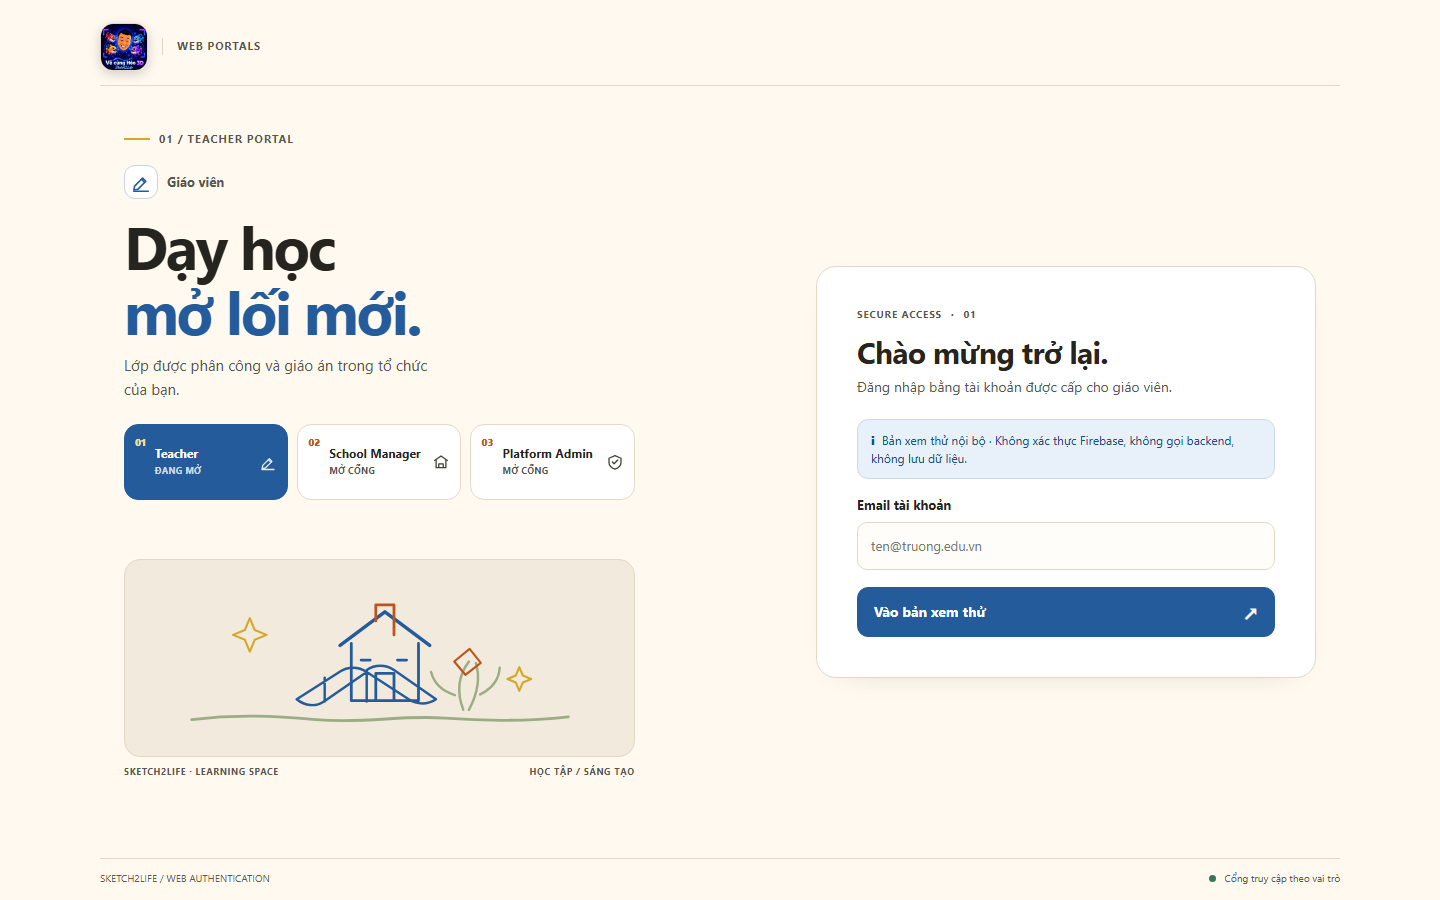 Vẽ cùng Héo 3D
WEB PORTALS
01 / TEACHER PORTAL
Giáo viên
Dạy học
mở lối mới.
Lớp được phân công và giáo án trong tổ chức
của bạn.
01
Teacher
ĐANG MỞ
02
School Manager
MỞ CỔNG
03
Platform Admin
MỞ CỔNG
SKETCH2LIFE · LEARNING SPACE
HỌC TẬP / SÁNG TẠO
SECURE ACCESS · 01
Chào mừng trở lại.
Đăng nhập bằng tài khoản được cấp cho giáo viên.
i Bản xem thử nội bộ · Không xác thực Firebase, không gọi backend,
không lưu dữ liệu.
Email tài khoản
ten@truong.edu.vn
Vào bản xem thử ↗
SKETCH2LIFE / WEB AUTHENTICATION
Cổng truy cập theo vai trò